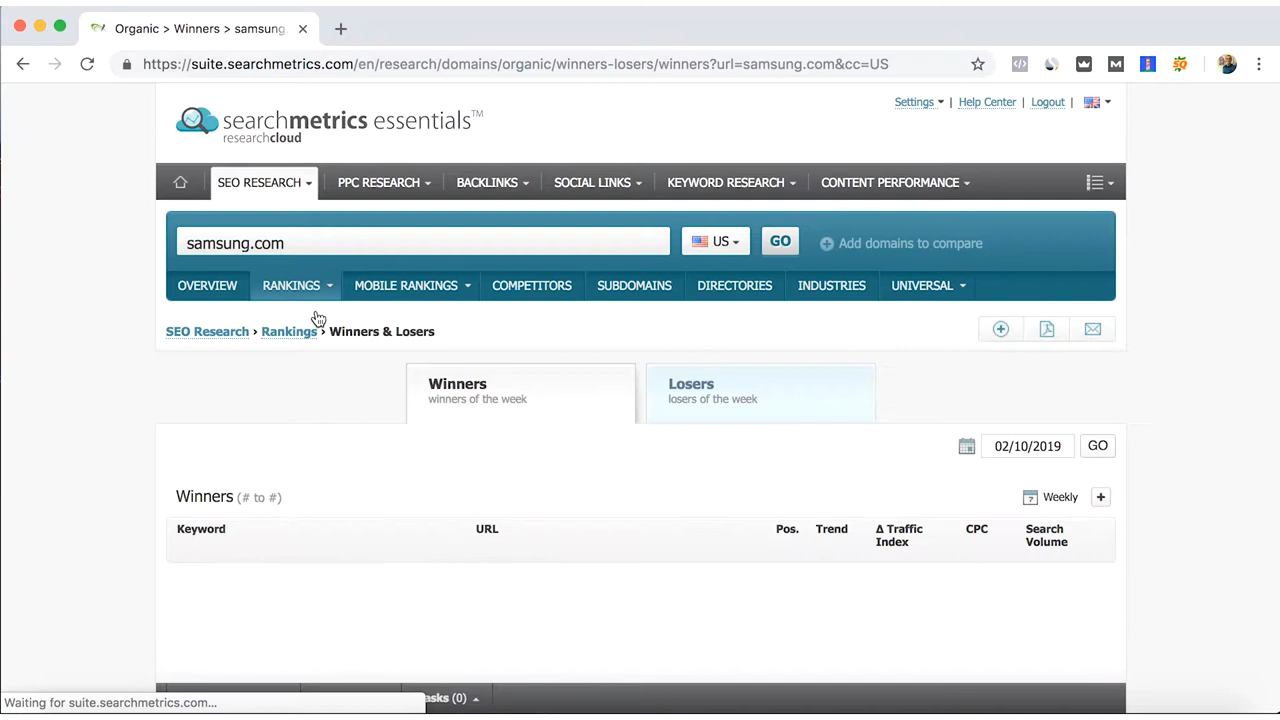 Organic > Winners > samsung.
https://suite.searchmetrics.com/en/research/domains/organic/winners-losers/winners?url=samsung.com&cc=US
Settings | Help Center | Logout |
searchmetrics essentials™
researchcloud
SEO RESEARCH PPC RESEARCH BACKLINKS SOCIAL LINKS KEYWORD RESEARCH CONTENT PERFORMANCE
samsung.com US GO Add domains to compare
OVERVIEW RANKINGS MOBILE RANKINGS COMPETITORS SUBDOMAINS DIRECTORIES INDUSTRIES UNIVERSAL
SEO Research › Rankings › Winners & Losers
Winners Losers
winners of the week losers of the week
02/10/2019 GO
Winners (# to #) 7 Weekly +
Keyword URL Pos. Trend Δ Traffic Index CPC Search Volume
Waiting for suite.searchmetrics.com... asks (0)